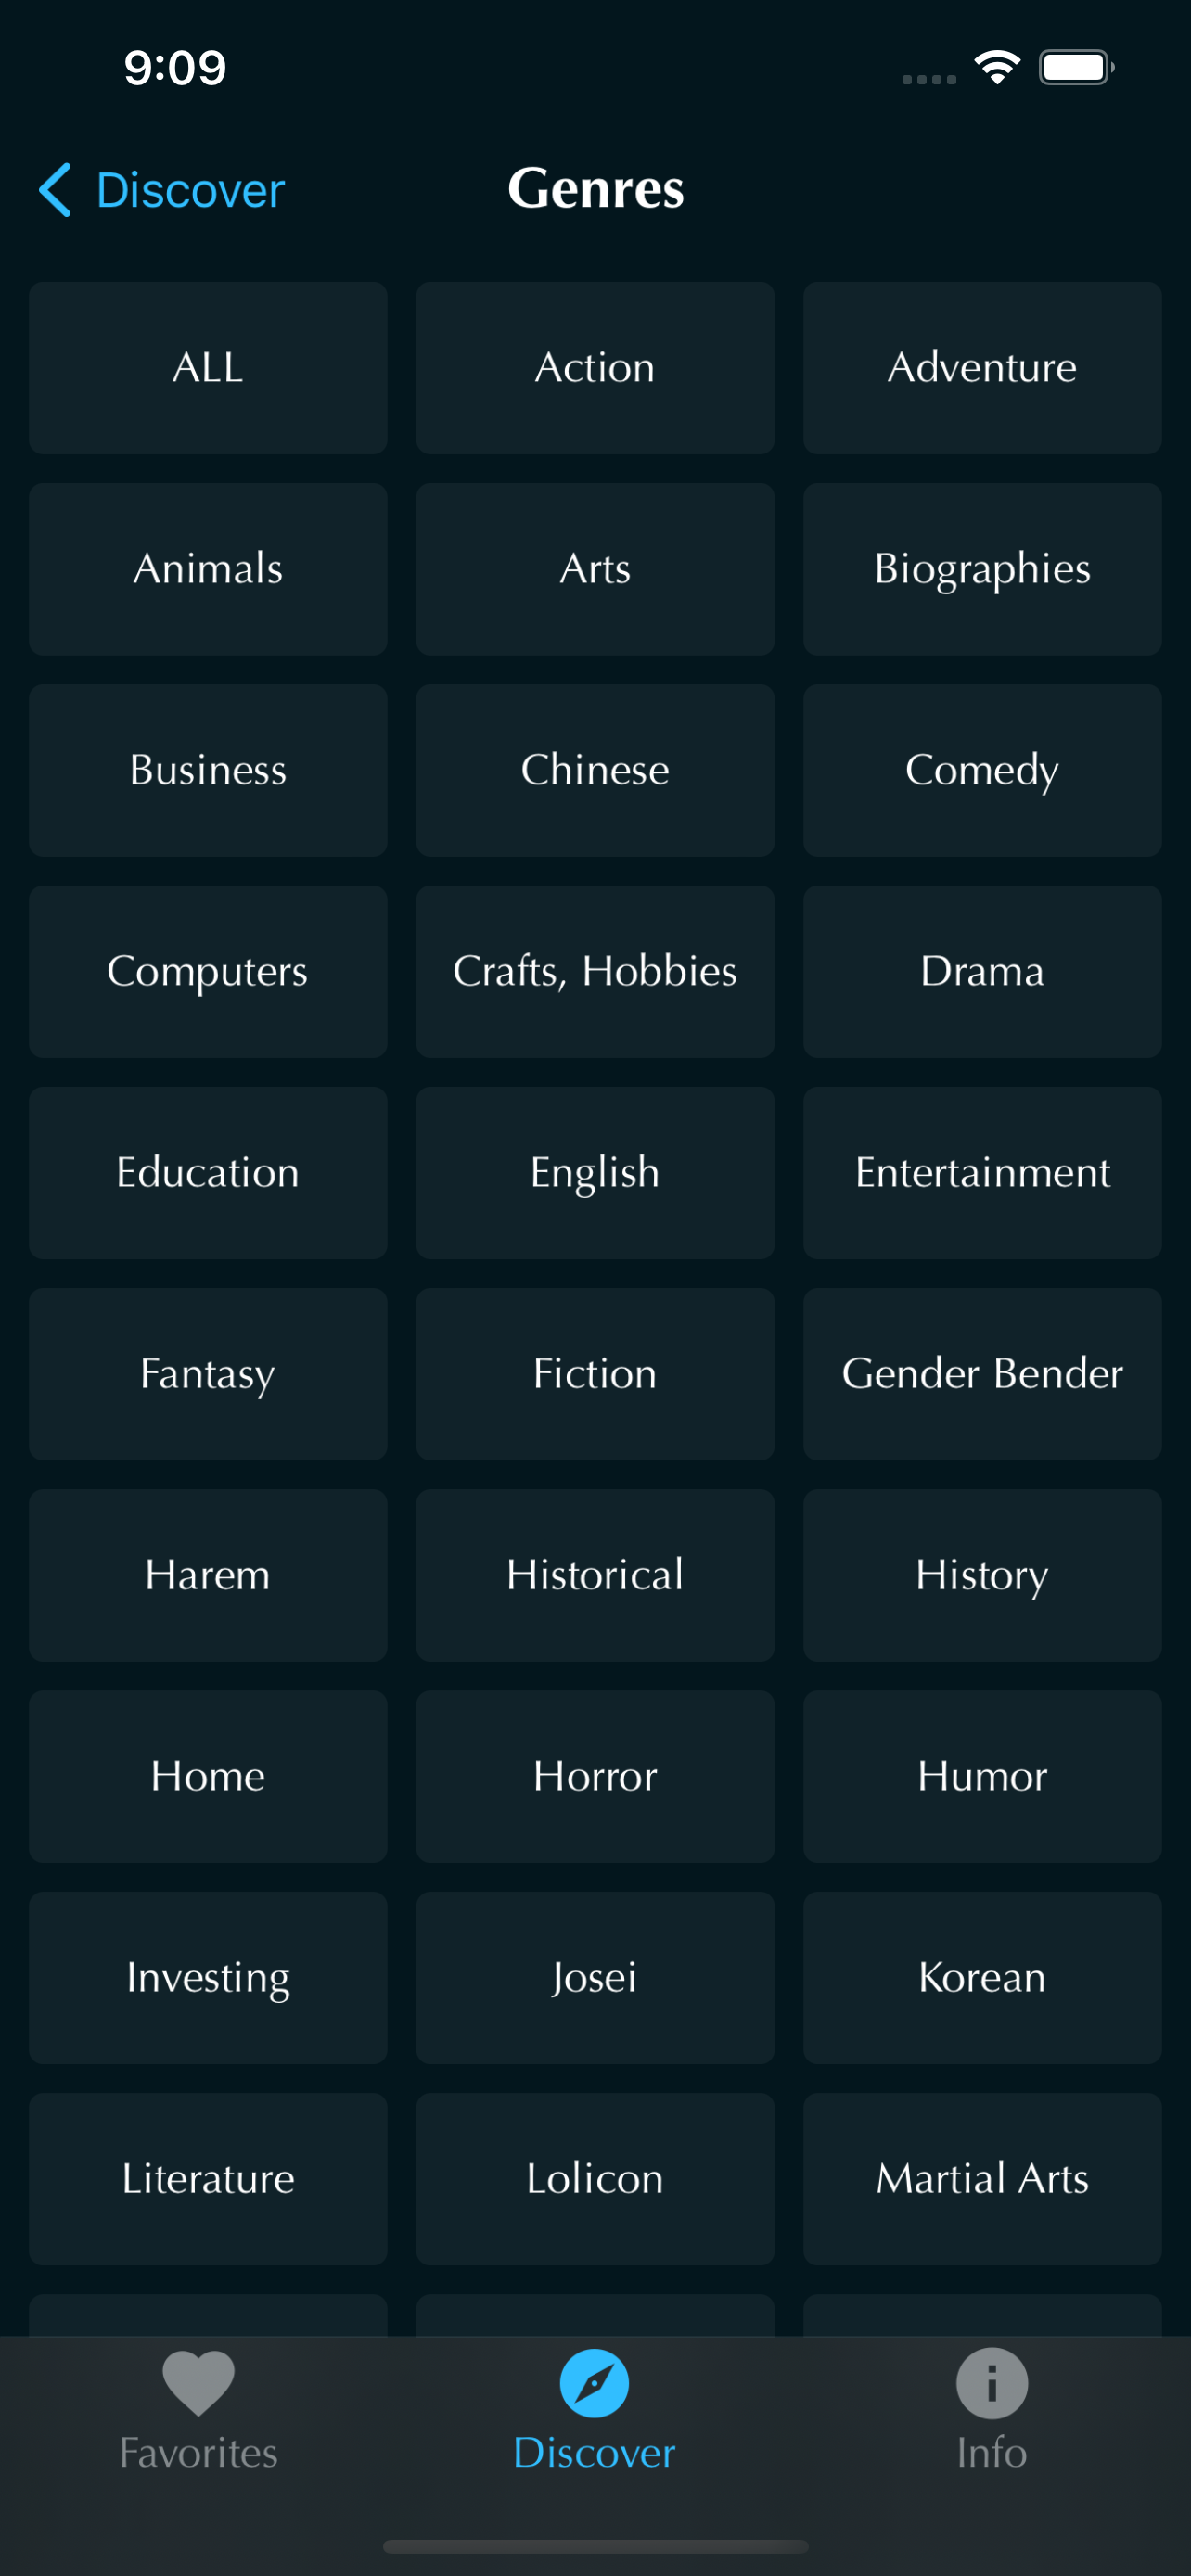 9:09
Discover
Genres
ALL
Action
Adventure
Animals
Arts
Biographies
Business
Chinese
Comedy
Computers
Crafts, Hobbies
Drama
Education
English
Entertainment
Fantasy
Fiction
Gender Bender
Harem
Historical
History
Home
Horror
Humor
Investing
Josei
Korean
Literature
Lolicon
Martial Arts
Favorites
Discover
Info